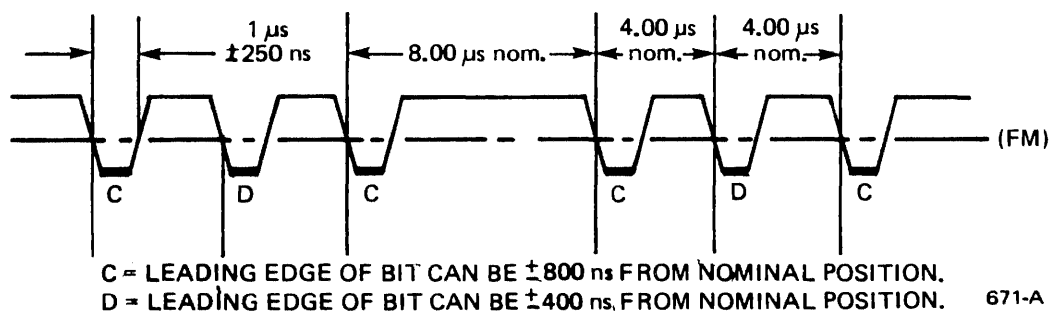 1 μs
±250 ns
8.00 μs nom.
4.00 μs
nom.
4.00 μs
nom.
(FM)
C D C C D C
C = LEADING EDGE OF BIT CAN BE ±800 ns FROM NOMINAL POSITION.
D = LEADING EDGE OF BIT CAN BE ±400 ns, FROM NOMINAL POSITION.
671-A